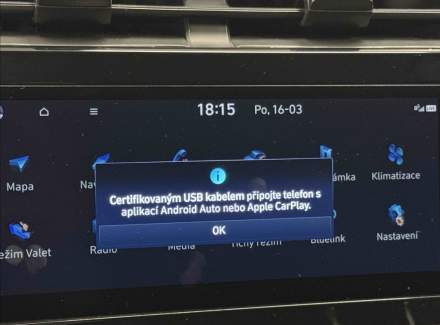 18:15 Po, 16-03
Mapa
Certifikovaným USB kabelem připojte telefon s
aplikací Android Auto nebo Apple CarPlay.
OK
Klimatizace
Rádio
Média
Tichý režim
Bluelink
Nastavení
Valet